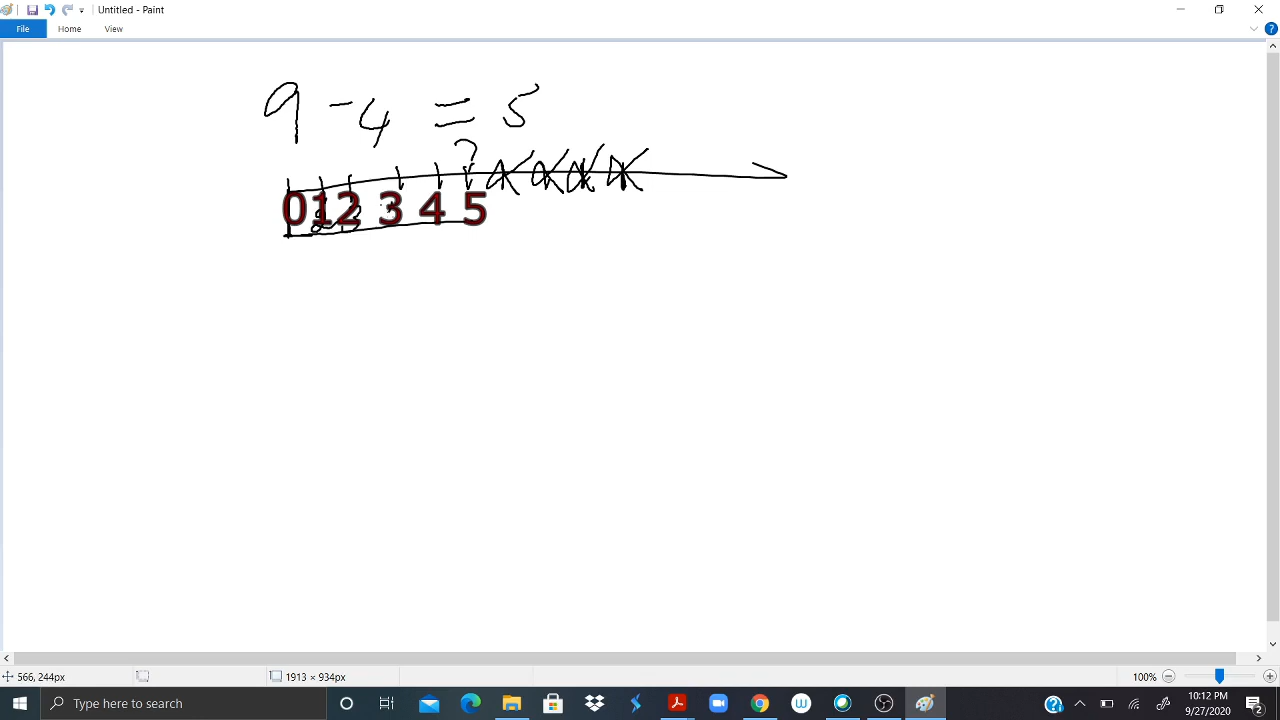 Untitled - Paint
File Home View
9 - 4 = 5
?
0 1 2 3 4 5
566, 244px
1913 × 934px
100%
Type here to search
10:12 PM
9/27/2020
2